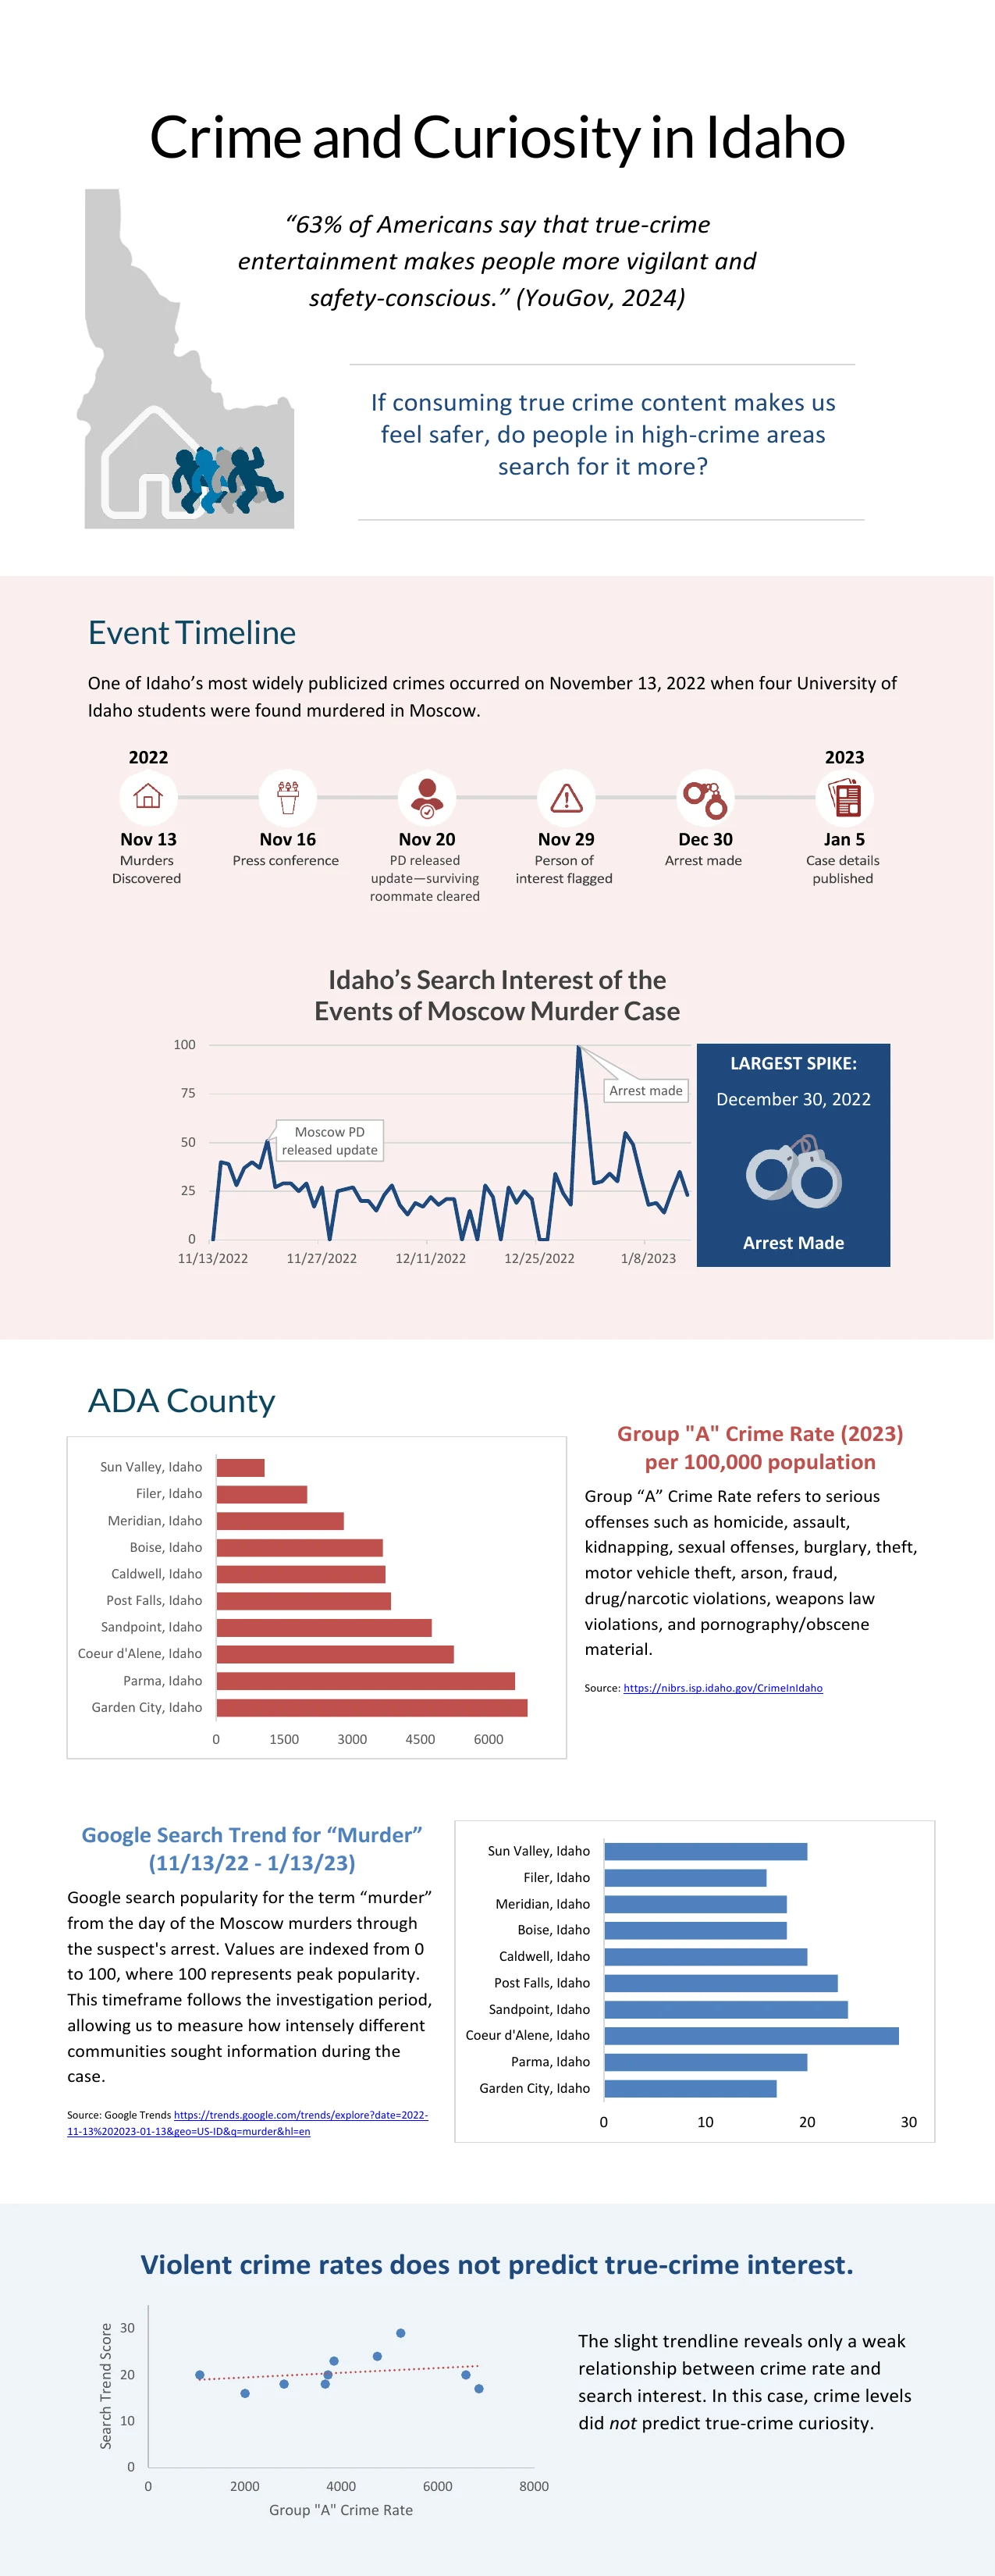 Crime and Curiosity in Idaho
“63% of Americans say that true-crime
entertainment makes people more vigilant and
safety-conscious.” (YouGov, 2024)
If consuming true crime content makes us
feel safer, do people in high-crime areas
search for it more?
Event Timeline
One of Idaho’s most widely publicized crimes occurred on November 13, 2022 when four University of
Idaho students were found murdered in Moscow.
2022
2023
Nov 13
Murders
Discovered
Nov 16
Press conference
Nov 20
PD released
update—surviving
roommate cleared
Nov 29
Person of
interest flagged
Dec 30
Arrest made
Jan 5
Case details
published
Idaho’s Search Interest of the
Events of Moscow Murder Case
100
75
50
25
0
Moscow PD
released update
Arrest made
11/13/2022
11/27/2022
12/11/2022
12/25/2022
1/8/2023
LARGEST SPIKE:
December 30, 2022
Arrest Made
ADA County
Sun Valley, Idaho
Filer, Idaho
Meridian, Idaho
Boise, Idaho
Caldwell, Idaho
Post Falls, Idaho
Sandpoint, Idaho
Coeur d'Alene, Idaho
Parma, Idaho
Garden City, Idaho
0 1500 3000 4500 6000
Group "A" Crime Rate (2023)
per 100,000 population
Group “A” Crime Rate refers to serious
offenses such as homicide, assault,
kidnapping, sexual offenses, burglary, theft,
motor vehicle theft, arson, fraud,
drug/narcotic violations, weapons law
violations, and pornography/obscene
material.
Source: https://nibrs.isp.idaho.gov/CrimeInIdaho
Google Search Trend for “Murder”
(11/13/22 - 1/13/23)
Google search popularity for the term “murder”
from the day of the Moscow murders through
the suspect's arrest. Values are indexed from 0
to 100, where 100 represents peak popularity.
This timeframe follows the investigation period,
allowing us to measure how intensely different
communities sought information during the
case.
Source: Google Trends https://trends.google.com/trends/explore?date=2022-
11-13%202023-01-13&geo=US-ID&q=murder&hl=en
Sun Valley, Idaho
Filer, Idaho
Meridian, Idaho
Boise, Idaho
Caldwell, Idaho
Post Falls, Idaho
Sandpoint, Idaho
Coeur d'Alene, Idaho
Parma, Idaho
Garden City, Idaho
0 10 20 30
Violent crime rates does not predict true-crime interest.
Search Trend Score
30
20
10
0
0 2000 4000 6000 8000
Group "A" Crime Rate
The slight trendline reveals only a weak
relationship between crime rate and
search interest. In this case, crime levels
did not predict true-crime curiosity.